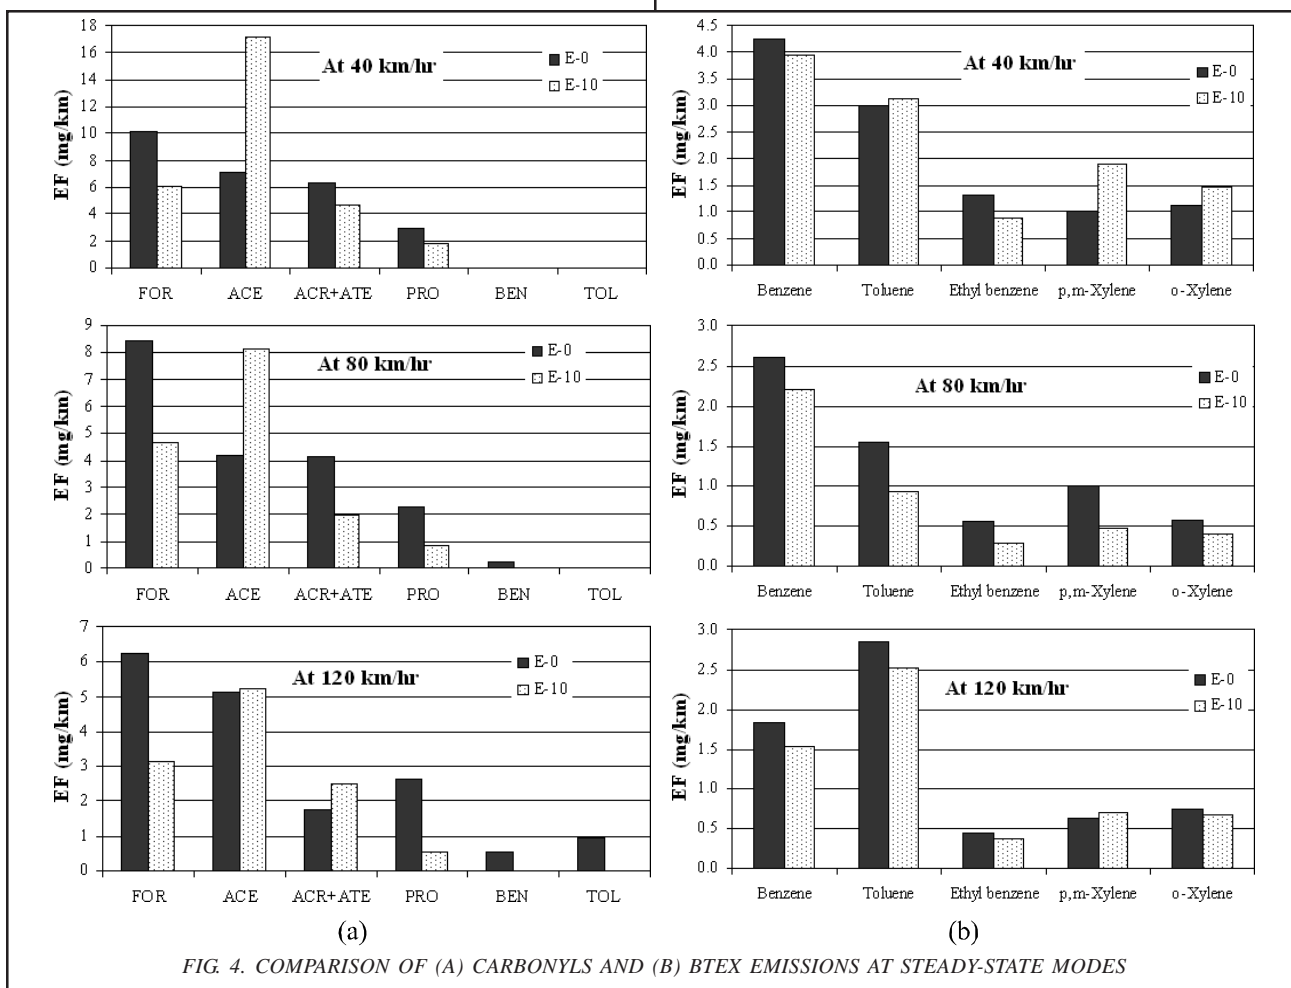 18
16
14
12
10
8
6
4
2
0
EF (mg/km)
At 40 km/hr
E-0
E-10
FOR ACE ACR+ATE PRO BEN TOL
9
8
7
6
5
4
3
2
1
0
EF (mg/km)
At 80 km/hr
E-0
E-10
FOR ACE ACR+ATE PRO BEN TOL
7
6
5
4
3
2
1
0
EF (mg/km)
At 120 km/hr
E-0
E-10
FOR ACE ACR+ATE PRO BEN TOL
(a)
4.5
4.0
3.5
3.0
2.5
2.0
1.5
1.0
0.5
0.0
EF (mg/km)
At 40 km/hr
E-0
E-10
Benzene Toluene Ethyl benzene p,m-Xylene o-Xylene
3.0
2.5
2.0
1.5
1.0
0.5
0.0
EF (mg/km)
At 80 km/hr
E-0
E-10
Benzene Toluene Ethyl benzene p,m-Xylene o-Xylene
3.0
2.5
2.0
1.5
1.0
0.5
0.0
EF (mg/km)
At 120 km/hr
E-0
E-10
Benzene Toluene Ethyl benzene p,m-Xylene o-Xylene
(b)
FIG. 4. COMPARISON OF (A) CARBONYLS AND (B) BTEX EMISSIONS AT STEADY-STATE MODES